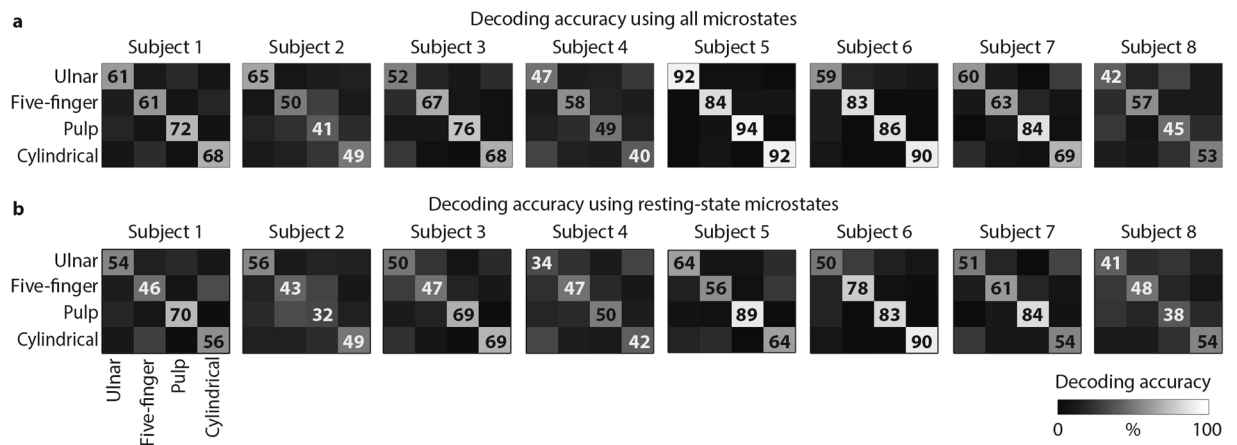 a Decoding accuracy using all microstates
Subject 1 Subject 2 Subject 3 Subject 4 Subject 5 Subject 6 Subject 7 Subject 8
Ulnar 61 65 52 47 92 59 60 42
Five-finger 61 50 67 58 84 83 63 57
Pulp 72 41 76 49 94 86 84 45
Cylindrical 68 49 68 40 92 90 69 53
b Decoding accuracy using resting-state microstates
Subject 1 Subject 2 Subject 3 Subject 4 Subject 5 Subject 6 Subject 7 Subject 8
Ulnar 54 56 50 34 64 50 51 41
Five-finger 46 43 47 47 56 78 61 48
Pulp 70 32 69 50 89 83 84 38
Cylindrical 56 49 69 42 64 90 54 54
Ulnar
Five-finger
Pulp
Cylindrical
Decoding accuracy
0 % 100